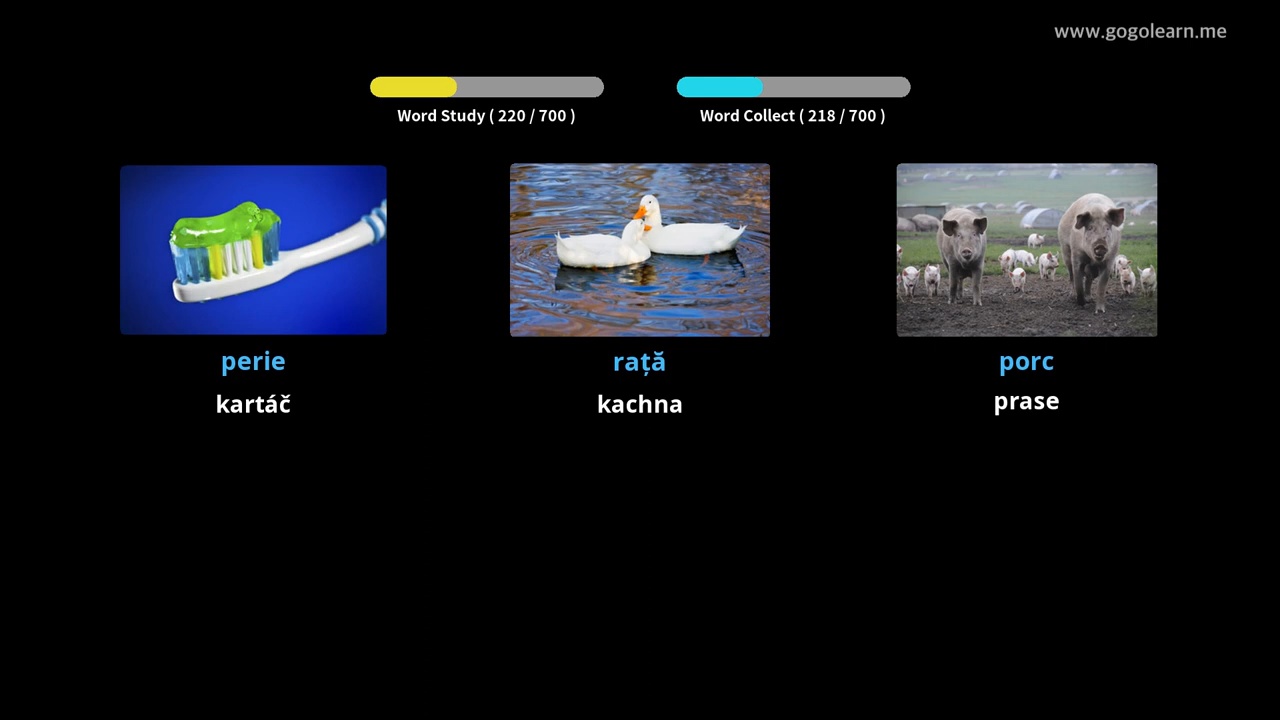 www.gogolearn.me
Word Study ( 220 / 700 )
Word Collect ( 218 / 700 )
perie
kartáč
rață
kachna
porc
prase